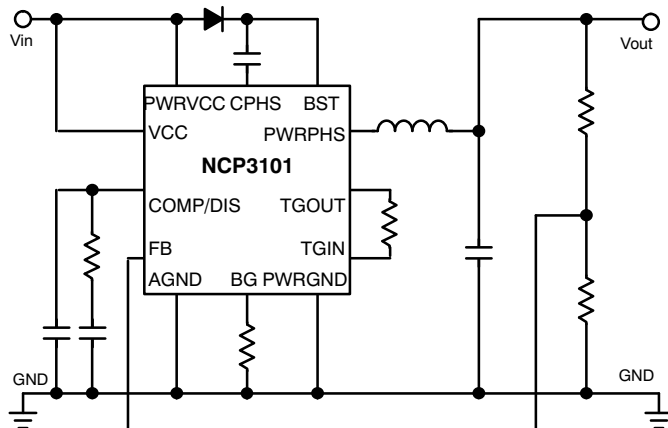 Vin
Vout
PWRVCC CPHS BST
VCC
PWRPHS
NCP3101
COMP/DIS
TGOUT
FB
TGIN
AGND
BG
PWRGND
GND
GND